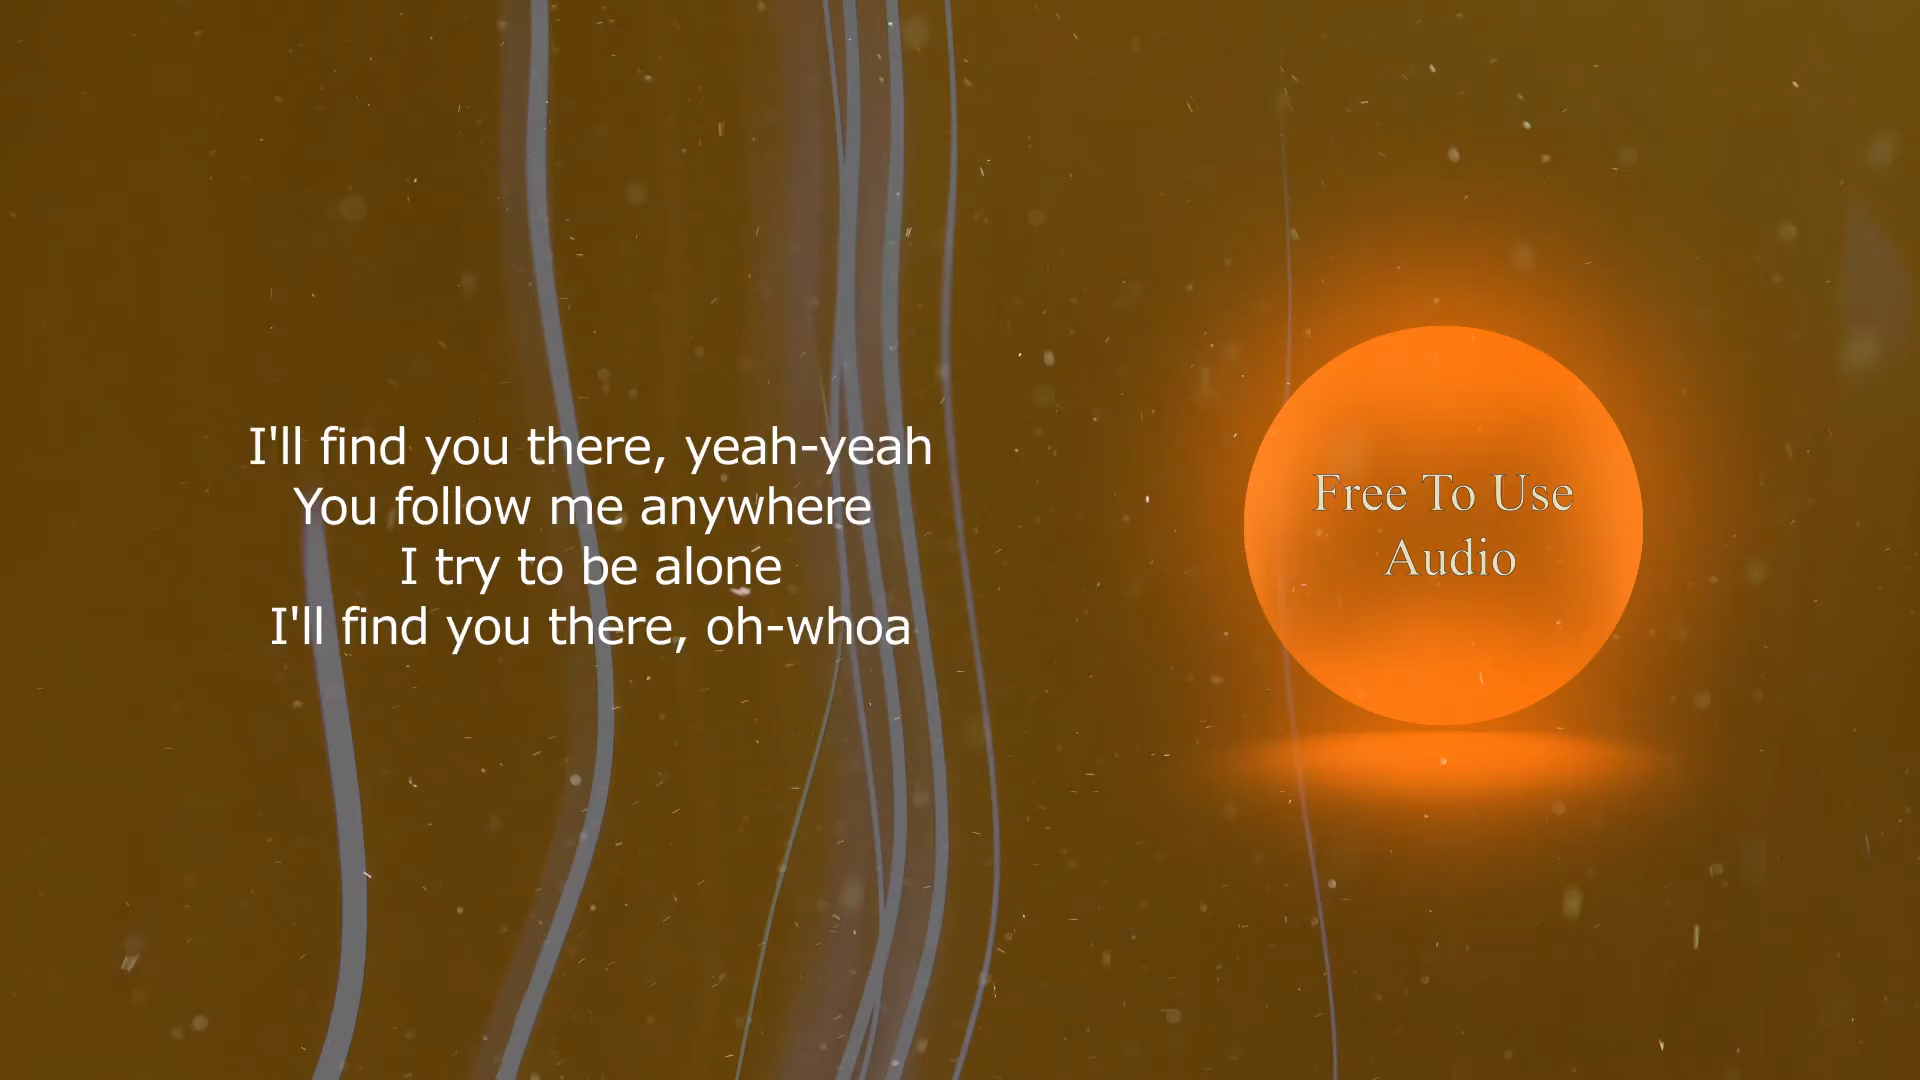 I'll find you there, yeah-yeah
You follow me anywhere
I try to be alone
I'll find you there, oh-whoa
Free To Use
Audio